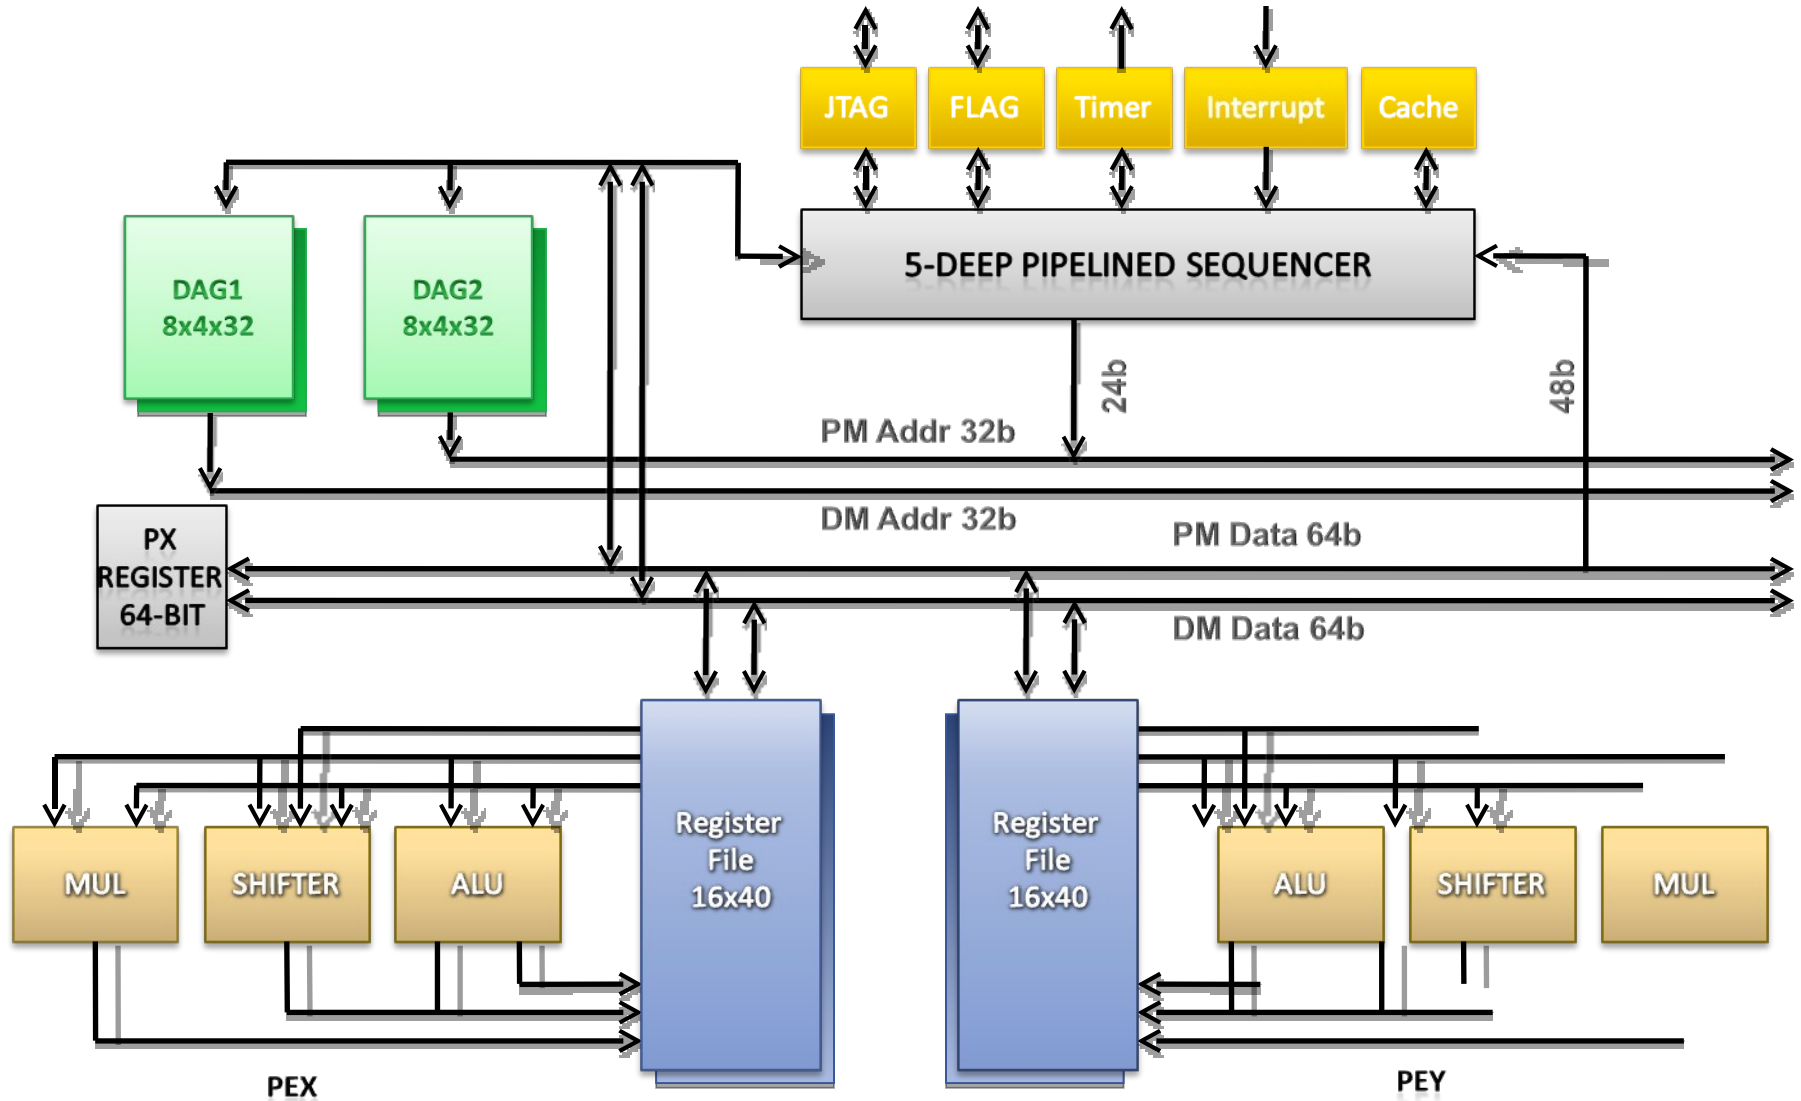 JTAG
FLAG
Timer
Interrupt
Cache
5-DEEP PIPELINED SEQUENCER
DAG1
8x4x32
DAG2
8x4x32
24b
48b
PM Addr 32b
DM Addr 32b
PM Data 64b
DM Data 64b
PX
REGISTER
64-BIT
MUL
SHIFTER
ALU
Register
File
16x40
Register
File
16x40
ALU
SHIFTER
MUL
PEX
PEY